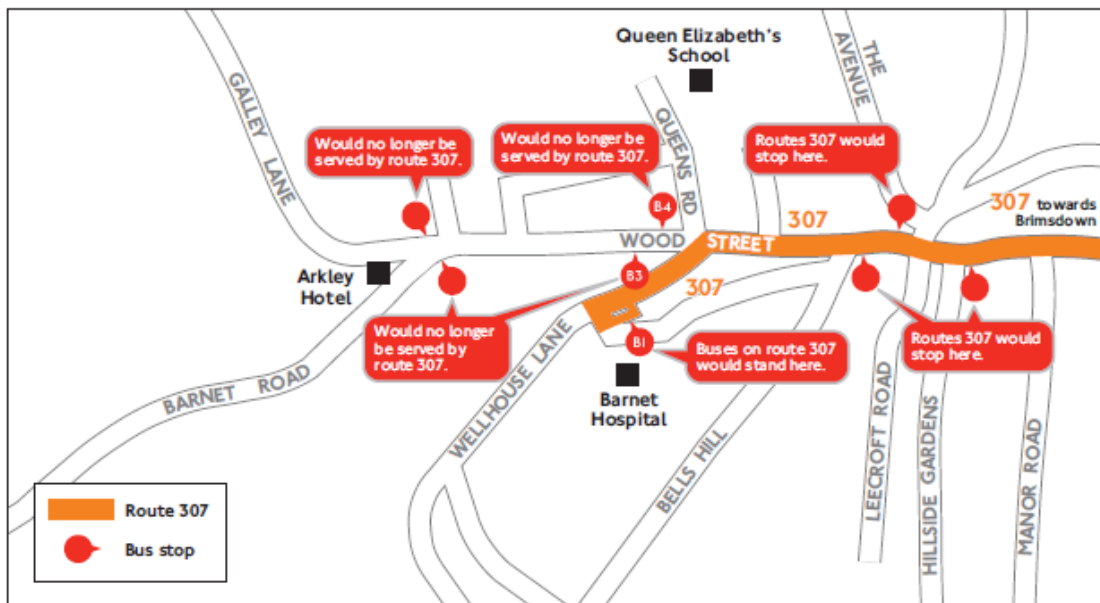 Queen Elizabeth's
School
THE
AVENUE
GALLEY LANE
QUEENS RD
Would no longer be
served by route 307.
Would no longer be
served by route 307.
Routes 307 would
stop here.
B4
307
307 towards
Brimsdown
WOOD STREET
Arkley
Hotel
B3
307
Would no longer
be served by
route 307.
B1
Buses on route 307
would stand here.
Routes 307 would
stop here.
Barnet
Hospital
BARNET ROAD
WELLHOUSE LANE
BELLS HILL
LEECROFT ROAD
HILLSIDE GARDENS
MANOR ROAD
Route 307
Bus stop